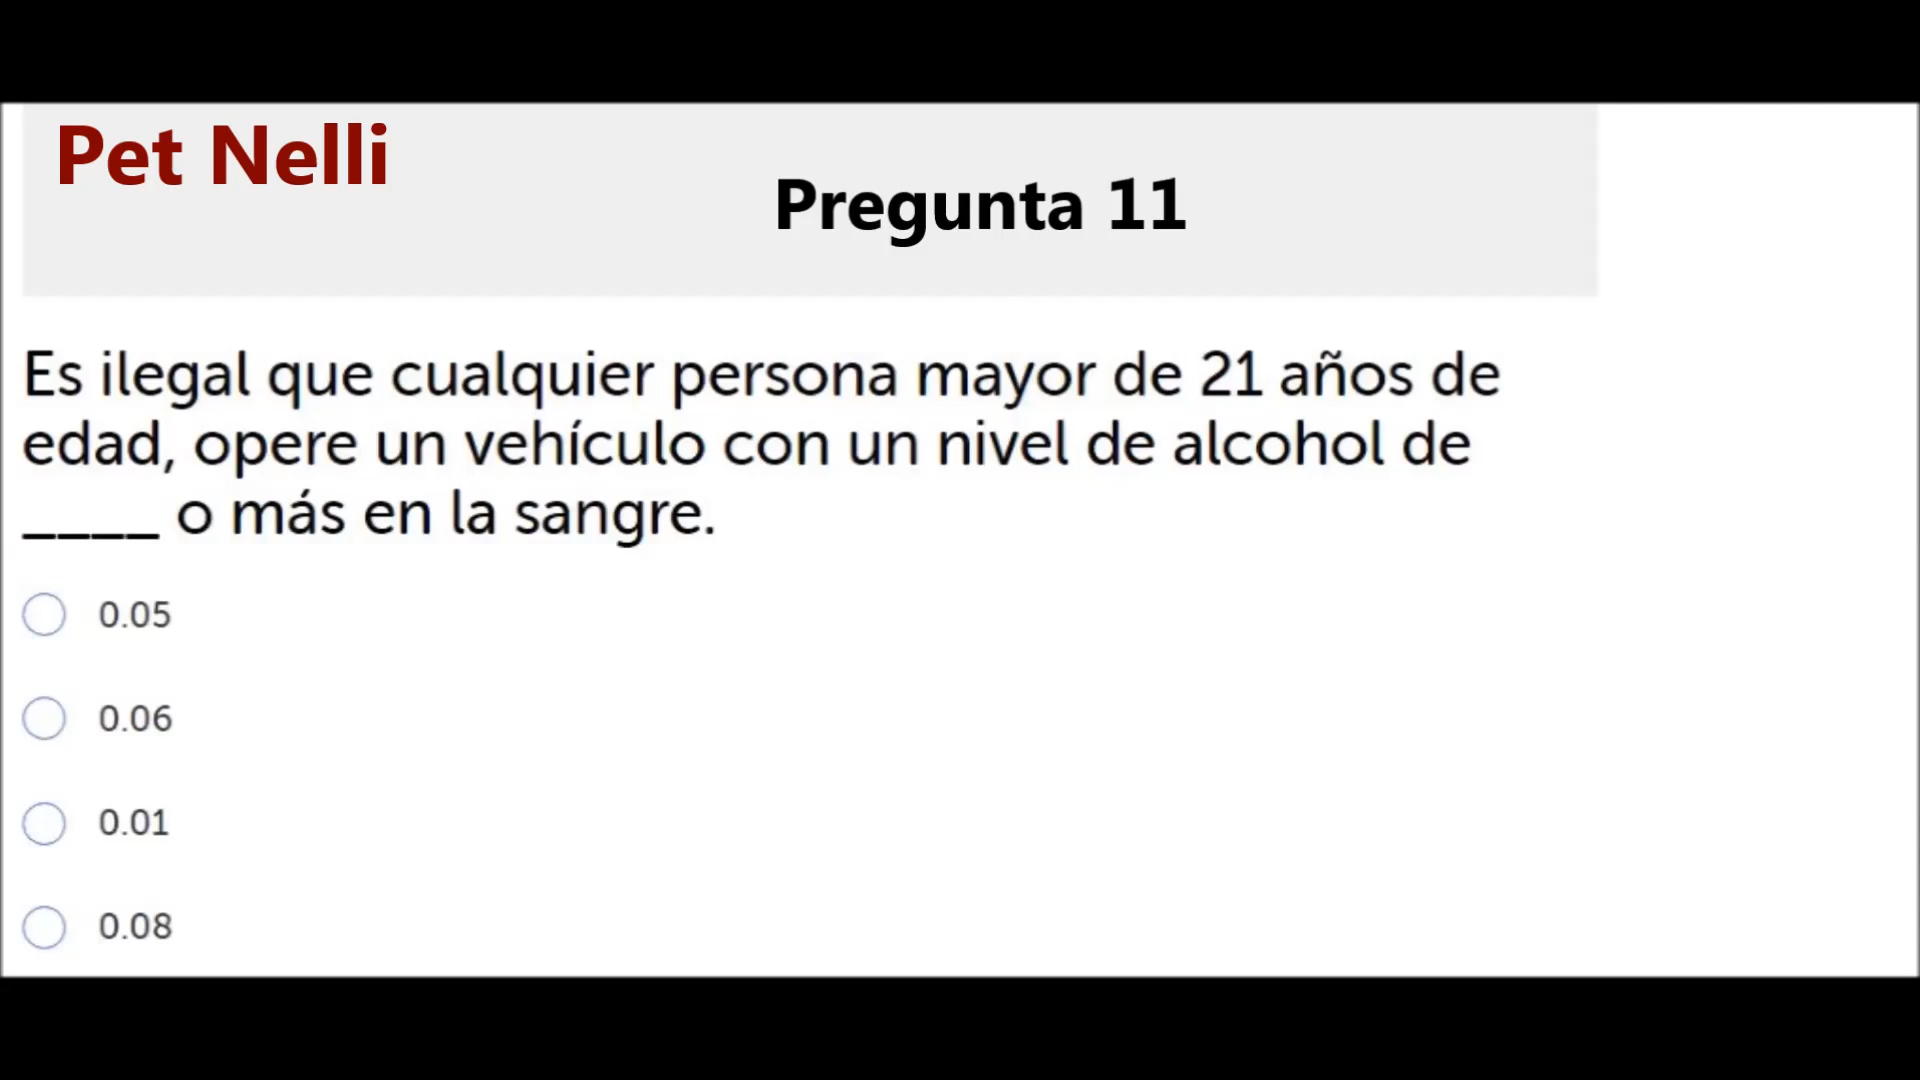 Pet Nelli
Pregunta 11
Es ilegal que cualquier persona mayor de 21 años de
edad, opere un vehículo con un nivel de alcohol de
____ o más en la sangre.
0.05
0.06
0.01
0.08